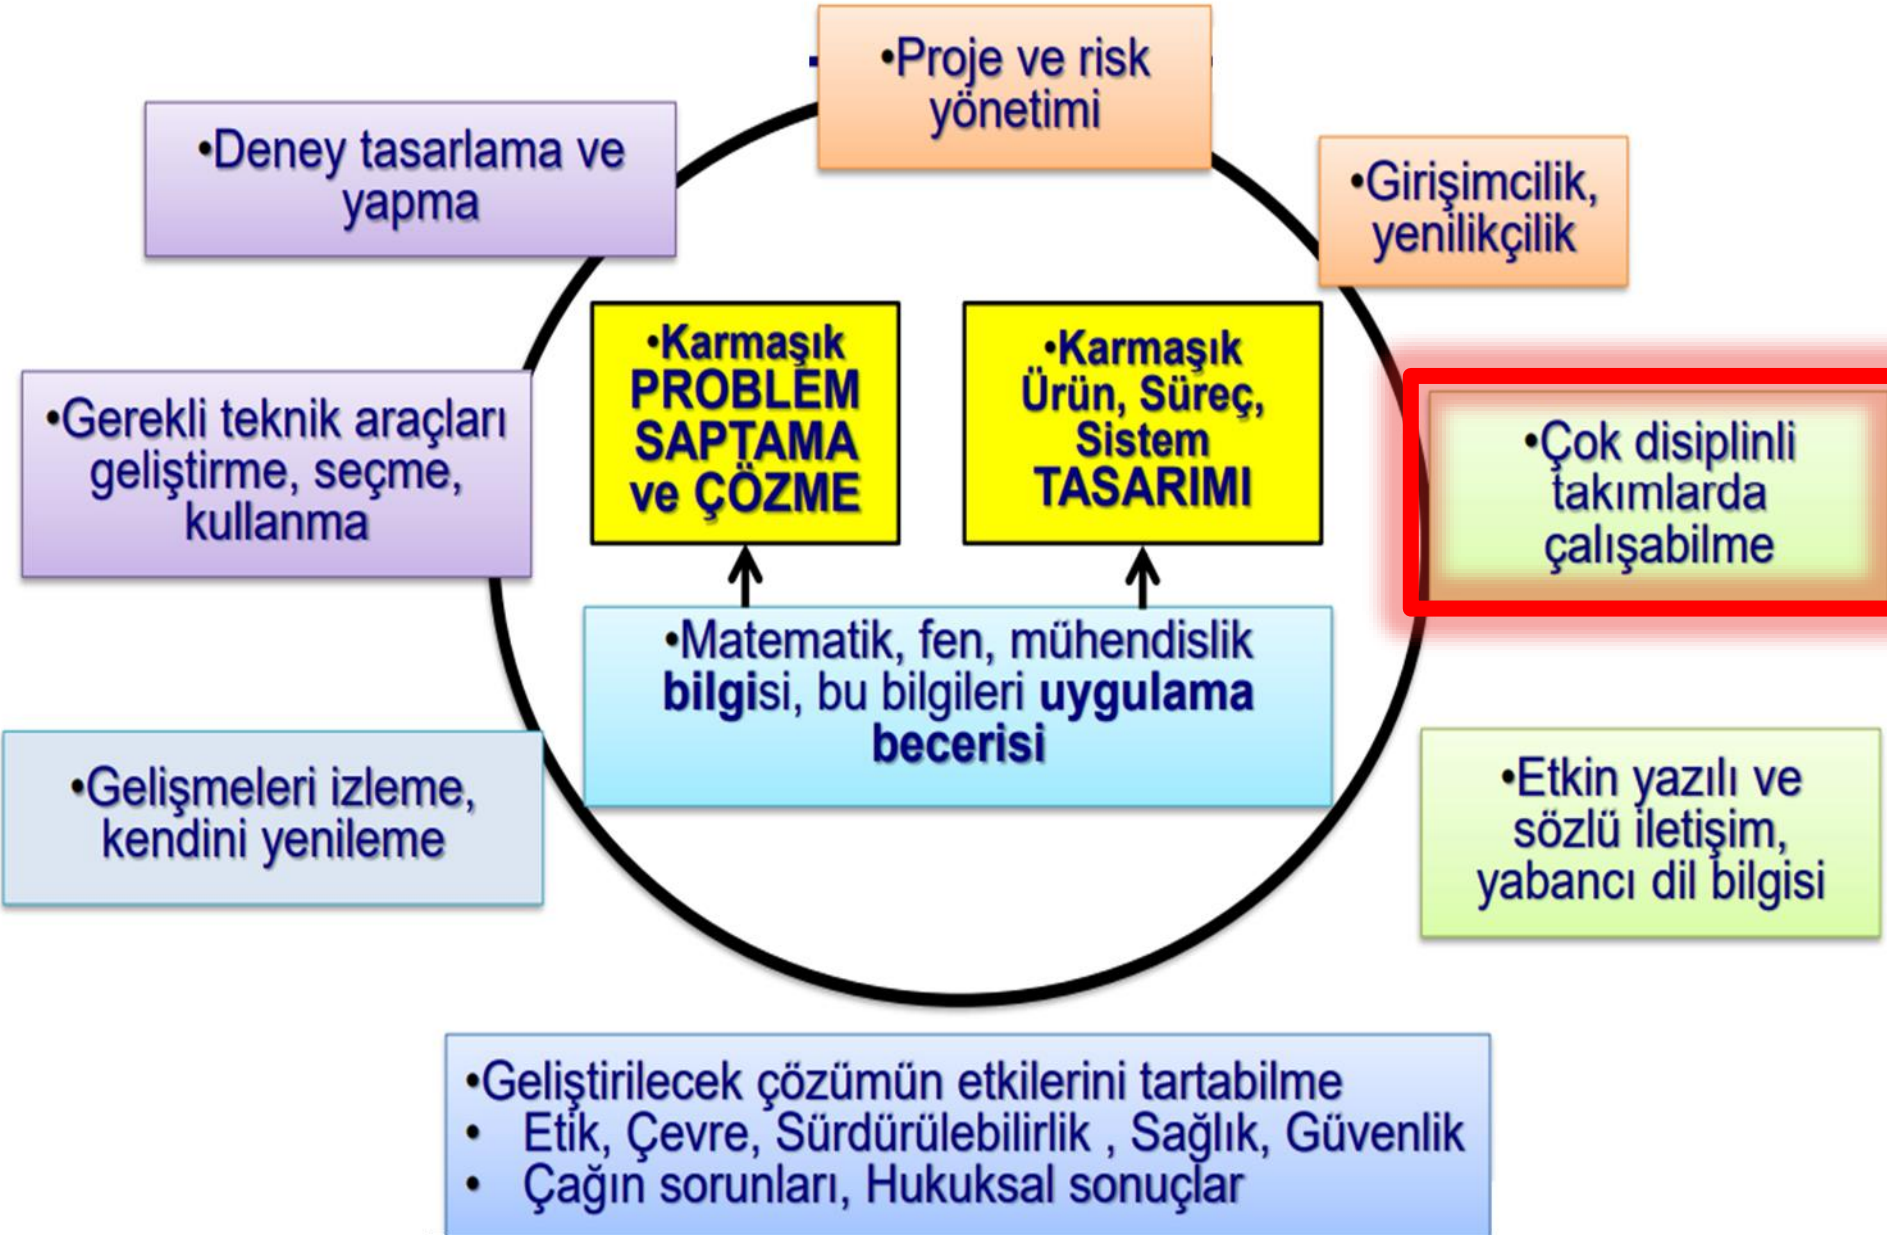 •Proje ve risk
yönetimi
•Deney tasarlama ve
yapma
•Girişimcilik,
yenilikçilik
•Karmaşık
PROBLEM
SAPTAMA
ve ÇÖZME
•Karmaşık
Ürün, Süreç,
Sistem
TASARIMI
•Gerekli teknik araçları
geliştirme, seçme,
kullanma
•Çok disiplinli
takımlarda
çalışabilme
•Matematik, fen, mühendislik
bilgisi, bu bilgileri uygulama
becerisi
•Gelişmeleri izleme,
kendini yenileme
•Etkin yazılı ve
sözlü iletişim,
yabancı dil bilgisi
•Geliştirilecek çözümün etkilerini tartabilme
• Etik, Çevre, Sürdürülebilirlik , Sağlık, Güvenlik
• Çağın sorunları, Hukuksal sonuçlar